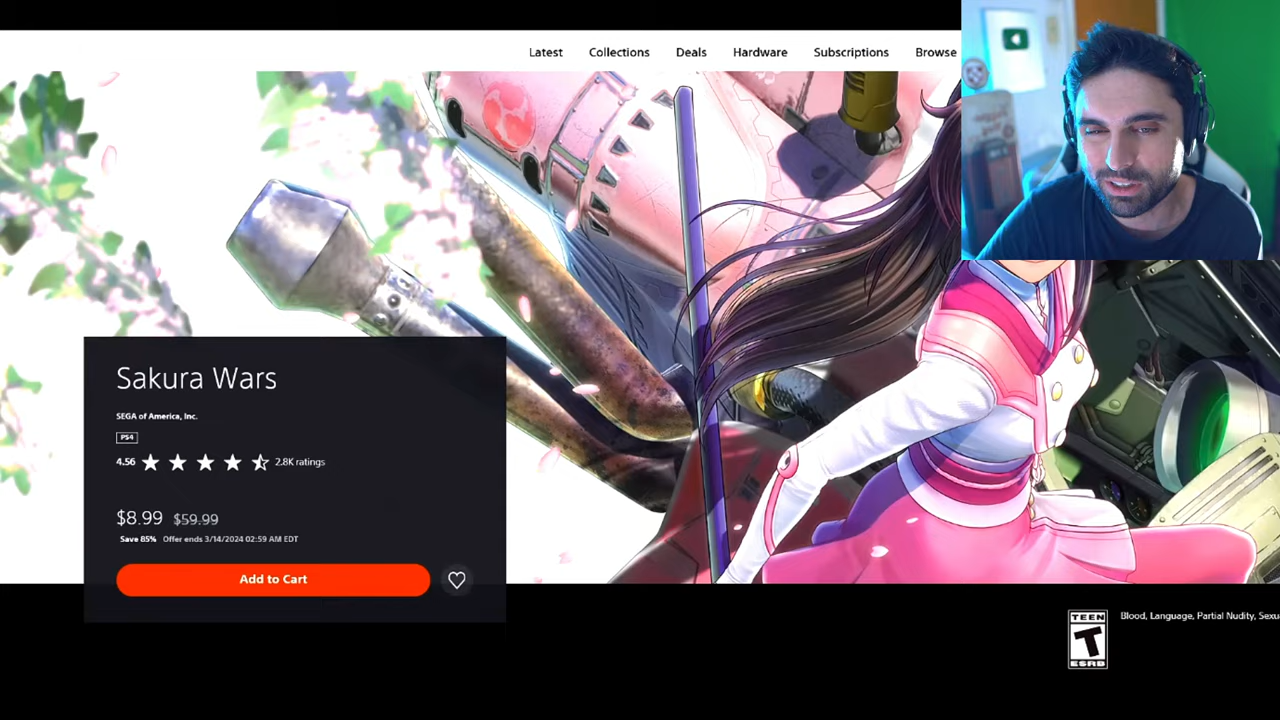 Latest Collections Deals Hardware Subscriptions Browse
Sakura Wars
SEGA of America, Inc.
PS4
4.56 2.8K ratings
$8.99 $59.99
Save 85% Offer ends 3/14/2024 02:59 AM EDT
Add to Cart
TEEN
T
ESRB
Blood, Language, Partial Nudity,